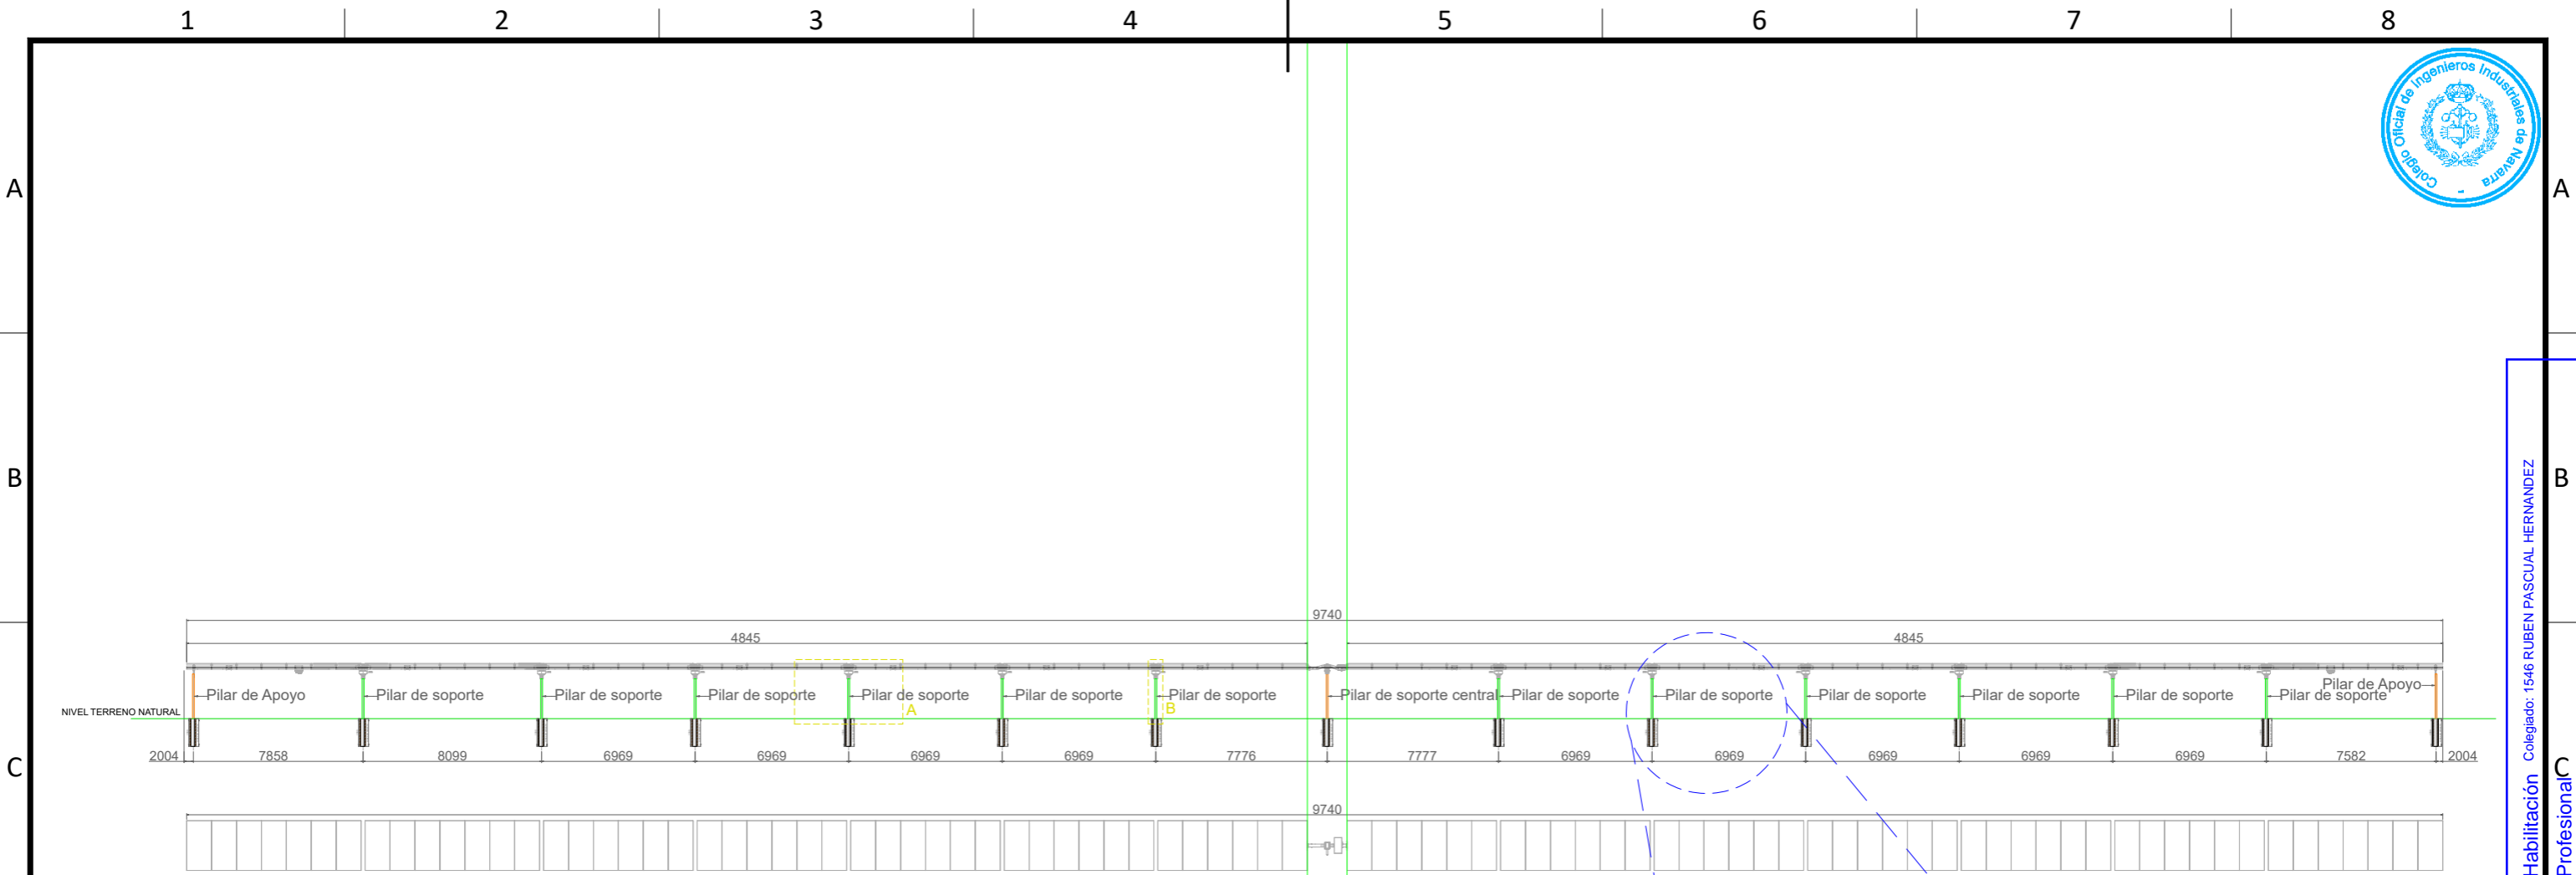 1 2 3 4 5 6 7 8
Colegio Oficial de Ingenieros Industriales de Navarra
-
A A
B B
Habilitación Colegiado: 1546 RUBEN PASCUAL HERNANDEZ
Profesional
9740
4845 4845
Pilar de Apoyo Pilar de soporte Pilar de soporte Pilar de soporte Pilar de soporte Pilar de soporte Pilar de soporte Pilar de soporte central Pilar de soporte Pilar de soporte Pilar de soporte Pilar de soporte Pilar de soporte Pilar de soporte Pilar de Apoyo
A B
NIVEL TERRENO NATURAL
2004 7858 8099 6969 6969 6969 6969 7776 7777 6969 6969 6969 6969 6969 7582 2004
C C
9740